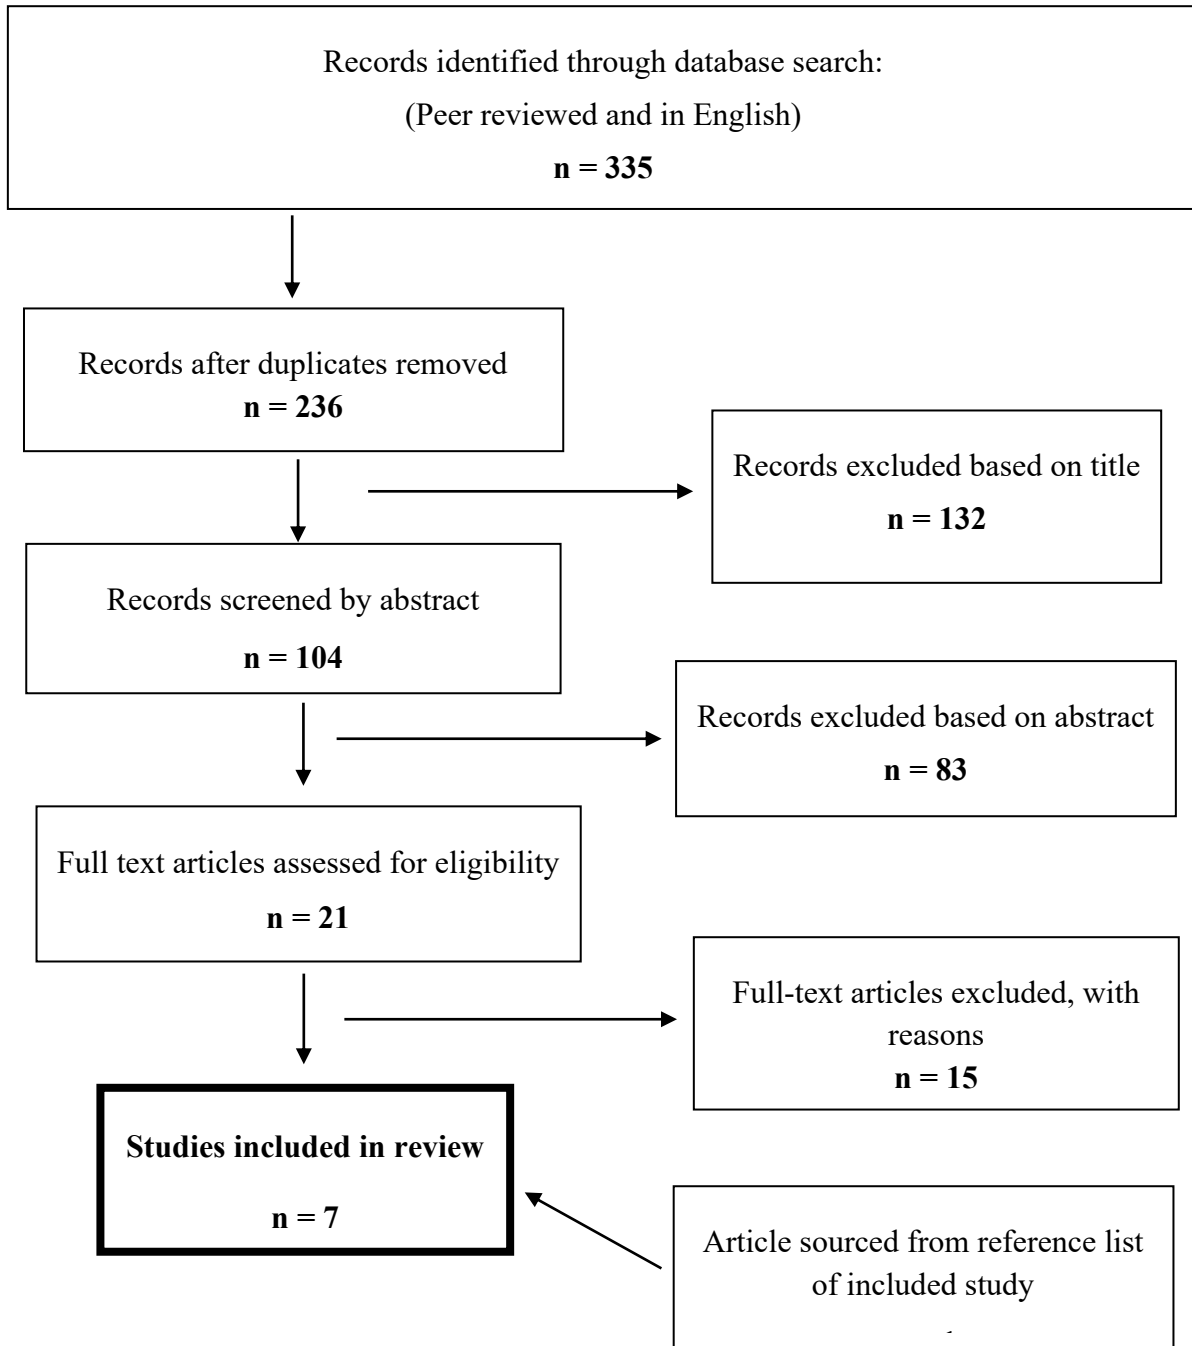 Records identified through database search:
(Peer reviewed and in English)
n = 335
Records after duplicates removed
n = 236
Records excluded based on title
n = 132
Records screened by abstract
n = 104
Records excluded based on abstract
n = 83
Full text articles assessed for eligibility
n = 21
Full-text articles excluded, with
reasons
n = 15
Studies included in review
n = 7
Article sourced from reference list
of included study